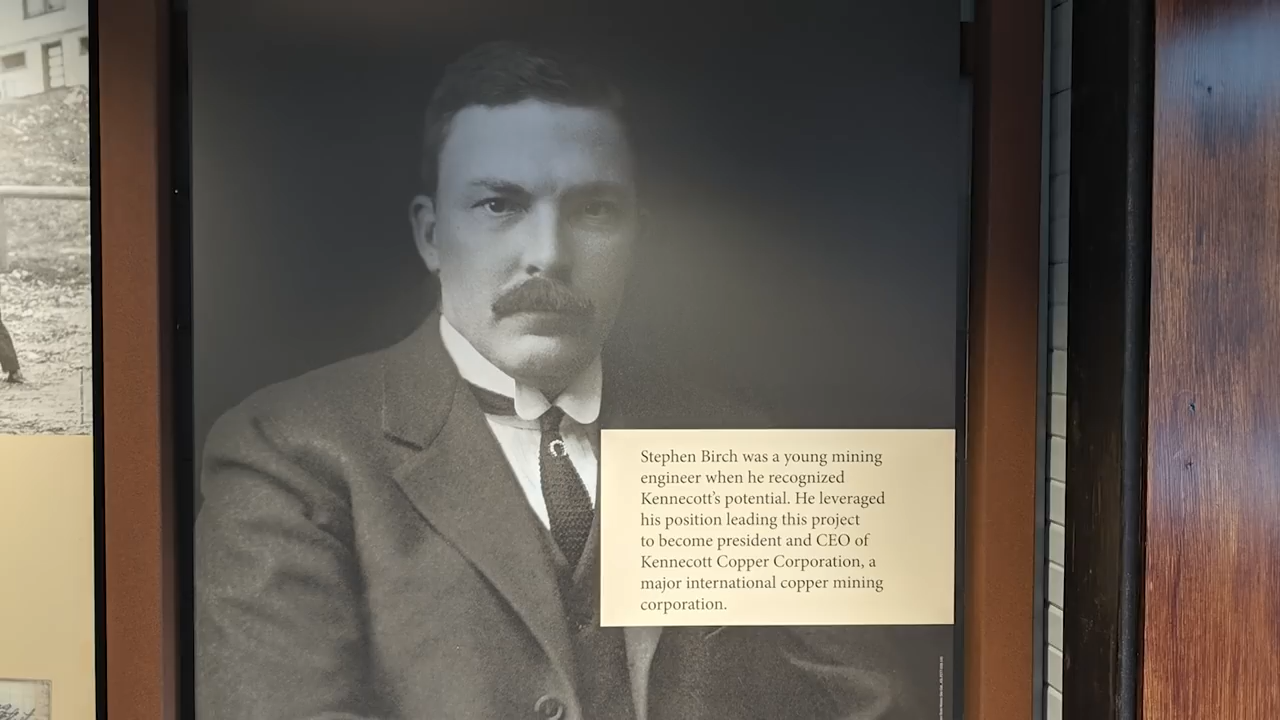 Stephen Birch was a young mining
engineer when he recognized
Kennecott's potential. He leveraged
his position leading this project
to become president and CEO of
Kennecott Copper Corporation, a
major international copper mining
corporation.